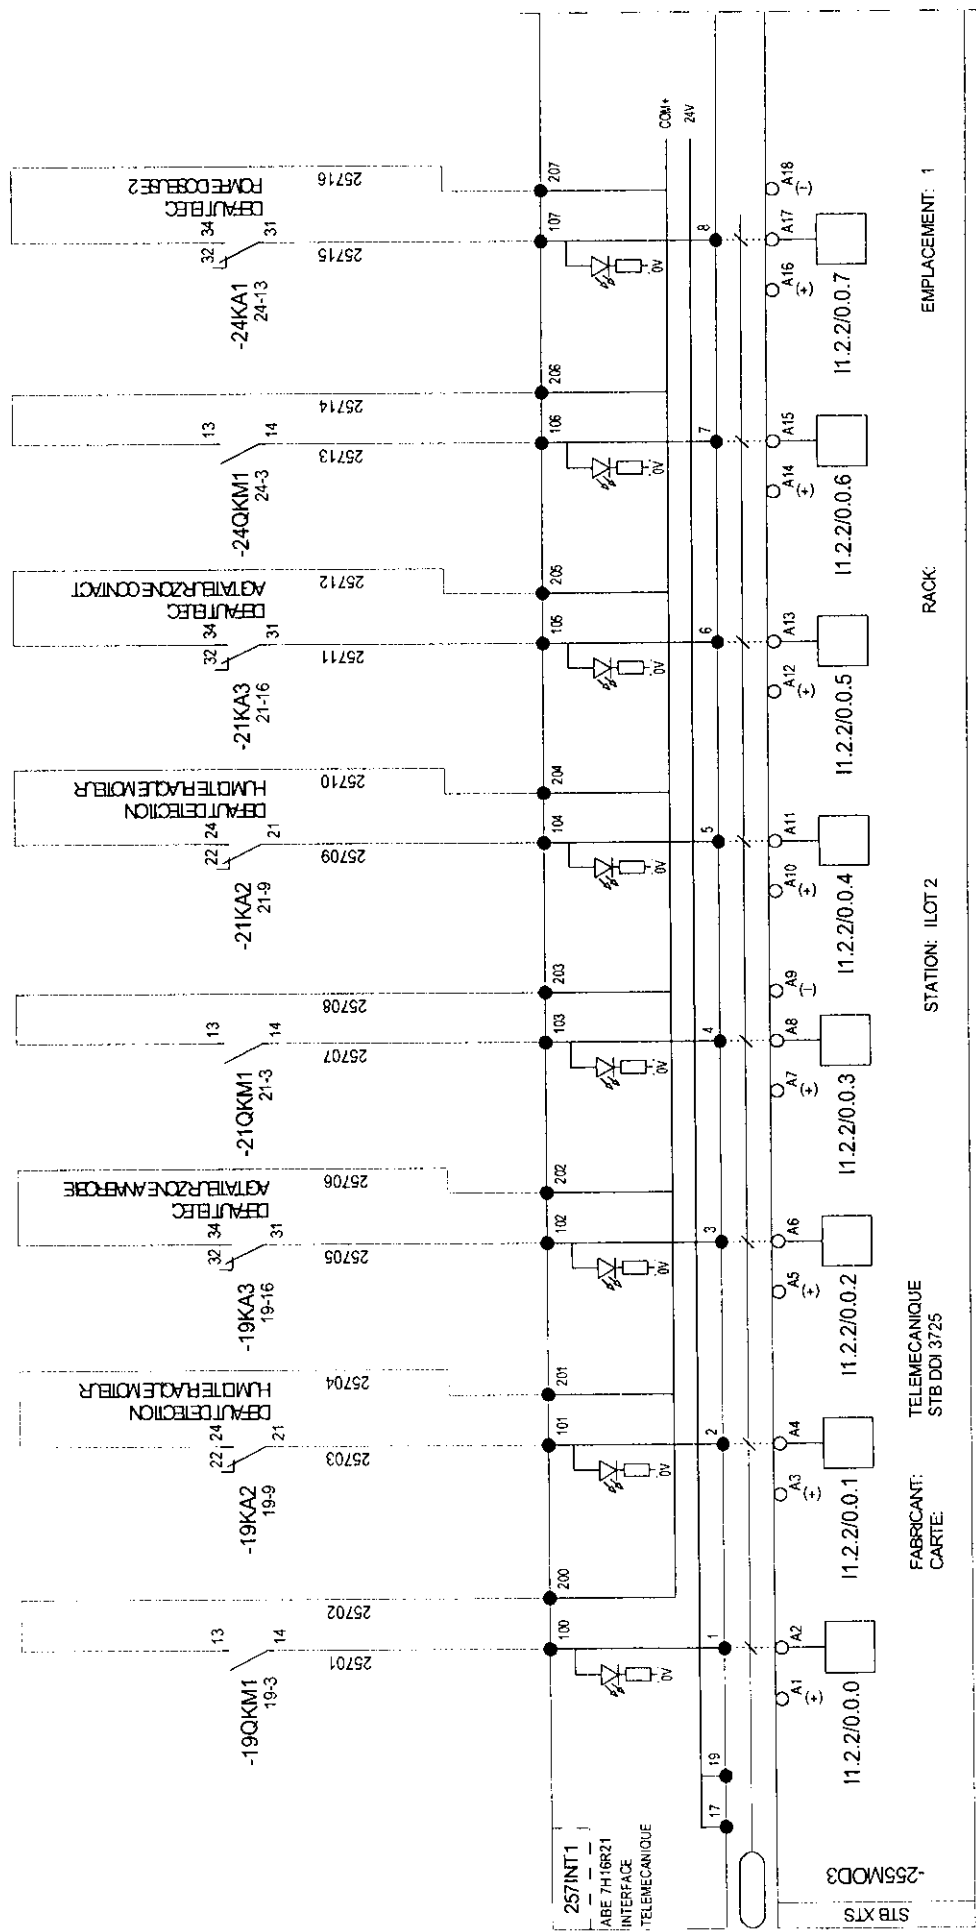 -19QKM1
19-3
13
14
25701
25702
-19KA2
19-9
22
24
21
DEFAUT DETECTION
HUMIDITE RAQUE MOTEUR
25703
25704
-19KA3
19-16
32
34
31
DEFAUT ELEC
AGITATEUR ZONE ANAEROBIE
25705
25706
-21QKM1
21-3
13
14
25707
25708
-21KA2
21-9
22
24
21
DEFAUT DETECTION
HUMIDITE RAQUE MOTEUR
25709
25710
-21KA3
21-16
32
34
31
DEFAUT ELEC
AGITATEUR ZONE CONTACT
25711
25712
-24QKM1
24-3
13
14
25713
25714
-24KA1
24-13
32
34
31
DEFAUT ELEC
POMPE DOSEUSE 2
25715
25716
257INT1
ABE 7H16R21
INTERFACE
TELEMECANIQUE
100
200
101
201
102
202
103
203
104
204
105
205
106
206
107
207
0V
0V
0V
0V
0V
0V
0V
0V
COM+
24V
17
19
1
2
3
4
5
6
7
8
A1
(+)
A2
A3
(+)
A4
A5
(+)
A6
A7
(+)
A8
A9
(-)
A10
(+)
A11
A12
(+)
A13
A14
(+)
A15
A16
(+)
A17
A18
(-)
I1.2.2/0.0.0
I1.2.2/0.0.1
I1.2.2/0.0.2
I1.2.2/0.0.3
I1.2.2/0.0.4
I1.2.2/0.0.5
I1.2.2/0.0.6
I1.2.2/0.0.7
-255MOD3
STB XTS
FABRICANT: TELEMECANIQUE
CARTE: STB DDI 3725
STATION: ILOT 2
RACK:
EMPLACEMENT: 1